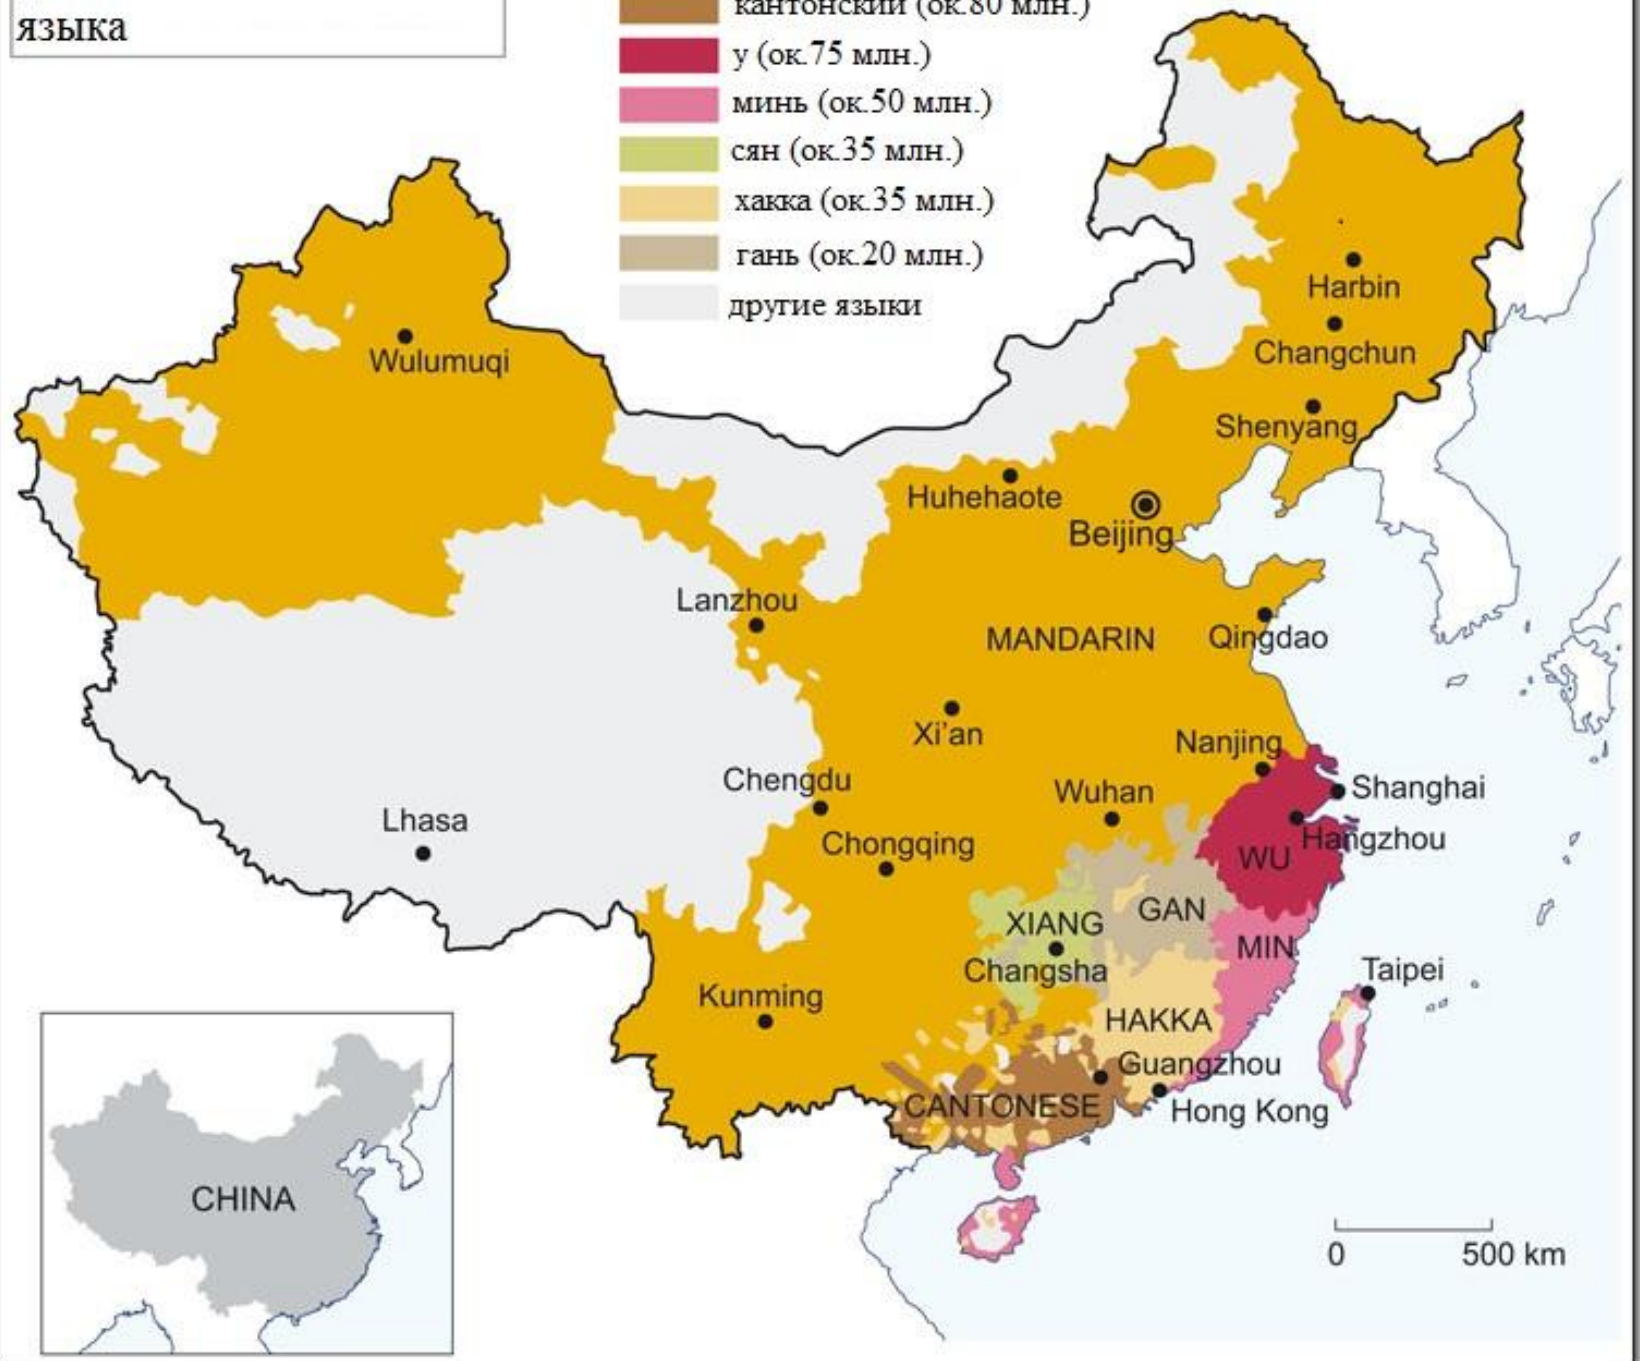 языка
кантонский (ок.80 млн.)
у (ок.75 млн.)
минь (ок.50 млн.)
сян (ок.35 млн.)
хакка (ок.35 млн.)
гань (ок.20 млн.)
другие языки
Harbin
Changchun
Wulumuqi
Shenyang
Huhehaote
Beijing
Lanzhou
MANDARIN
Qingdao
Xi’an
Nanjing
Chengdu
Wuhan
Shanghai
Lhasa
Chongqing
Hangzhou
WU
XIANG
GAN
MIN
Changsha
Taipei
Kunming
HAKKA
Guangzhou
CANTONESE
Hong Kong
CHINA
0 500 km